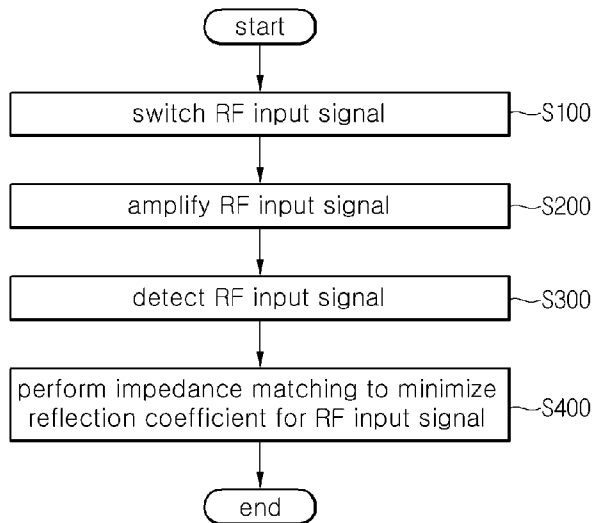 start
switch RF input signal
S100
amplify RF input signal
S200
detect RF input signal
S300
perform impedance matching to minimize
reflection coefficient for RF input signal
S400
end